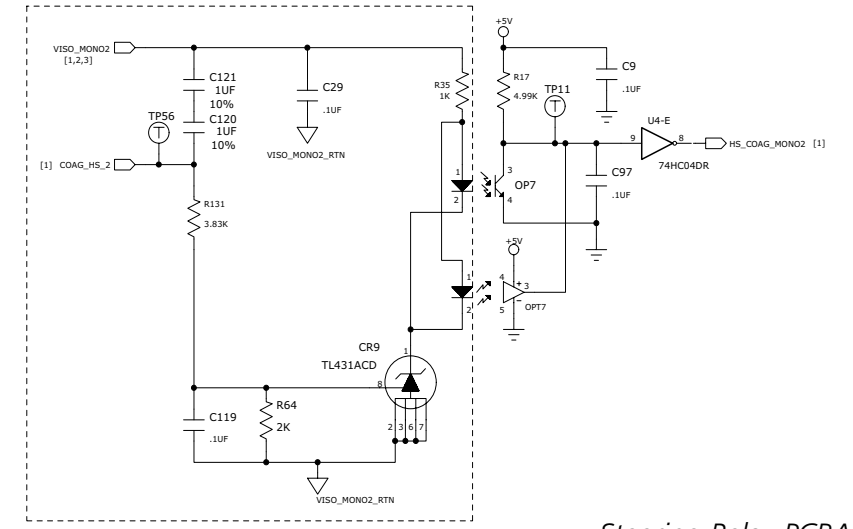 VISO_MONO2
[1,2,3]
C121
1UF
10%
C120
1UF
10%
TP56
T
[1] COAG_HS_2
C29
.1UF
VISO_MONO2_RTN
R35
1K
+5V
R17
4.99K
C9
.1UF
TP11
T
U4-E
9
8
HS_COAG_MONO2 [1]
74HC04DR
1
2
3
4
OP7
C97
.1UF
R131
3.83K
+5V
1
2
4
+
3
-
5
OPT7
CR9
TL431ACD
1
8
2 3 6 7
C119
.1UF
R64
2K
VISO_MONO2_RTN